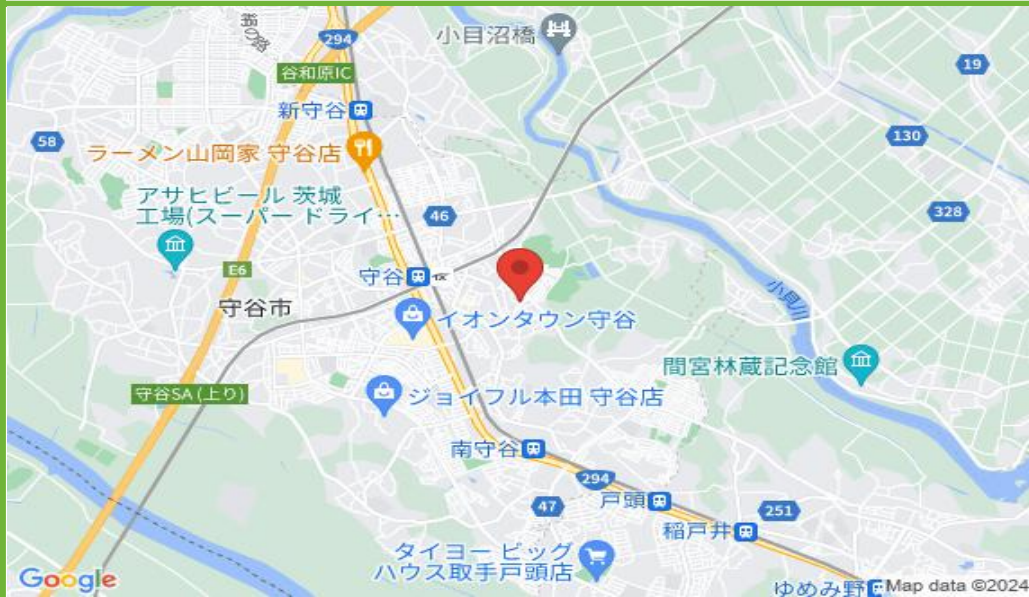 294
小目沼橋
19
谷和原IC
新守谷
130
58
ラーメン山岡家 守谷店
アサヒビール 茨城
工場(スーパー ドライ…
46
328
E6
守谷
守谷市
イオンタウン守谷
小貝川
間宮林蔵記念館
守谷SA (上り)
ジョイフル本田 守谷店
南守谷
294
47
戸頭
251
稲戸井
タイヨー ビッグ
ハウス取手戸頭店
Google
ゆめみ野
Map data ©2024